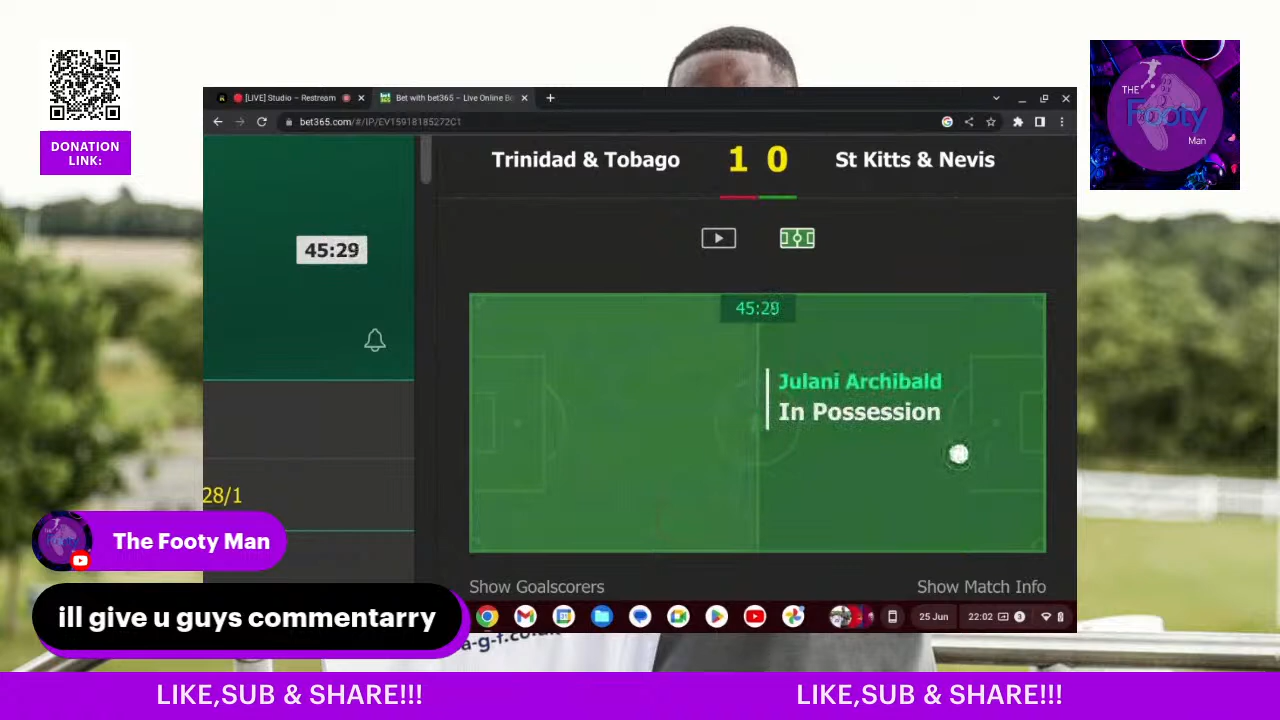 DONATION
LINK:
[LIVE] Studio – Restream
Bet with bet365 – Live Online Be
bet365.com/#/IP/EV15918185272C1
Trinidad & Tobago 1 0 St Kitts & Nevis
45:29
45:29
Julani Archibald
In Possession
28/1
Show Goalscorers
Show Match Info
25 Jun
22:02
3
THE
Footy
Man
The Footy Man
ill give u guys commentarry
LIKE,SUB & SHARE!!!
LIKE,SUB & SHARE!!!